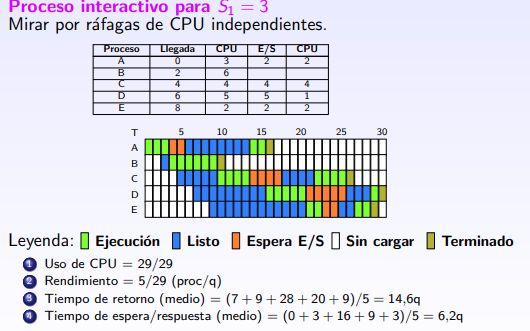 Proceso interactivo para S₁ = 3
Mirar por ráfagas de CPU independientes.
Proceso Llegada CPU E/S CPU
A 0 3 2 2
B 2 6
C 4 4 4 4
D 6 5 5 1
E 8 2 2 2
T 5 10 15 20 25 30
A
B
C
D
E
Leyenda: Ejecución Listo Espera E/S Sin cargar Terminado
1 Uso de CPU = 29/29
2 Rendimiento = 5/29 (proc/q)
3 Tiempo de retorno (medio) = (7 + 9 + 28 + 20 + 9)/5 = 14,6q
4 Tiempo de espera/respuesta (medio) = (0 + 3 + 16 + 9 + 3)/5 = 6,2q